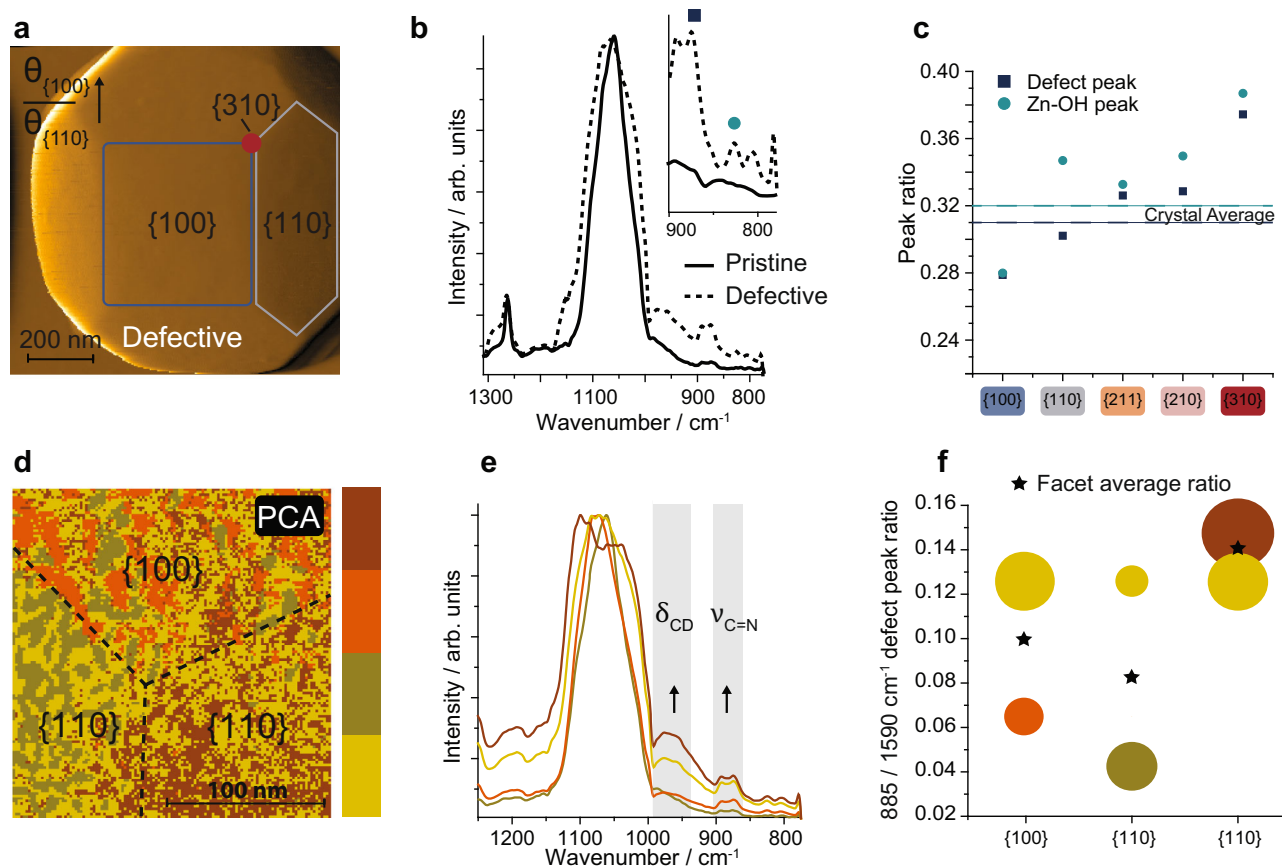 a
θ{100}
θ{110}
{310}
{100}
{110}
Defective
200 nm
b
Intensity / arb. units
900
800
Pristine
Defective
1300
1100
900
Wavenumber / cm-1
c
Defect peak
Zn-OH peak
Peak ratio
0.40
0.36
0.32
0.28
0.24
Crystal Average
{100}
{110}
{211}
{210}
{310}
d
PCA
{100}
{110}
{110}
100 nm
e
Intensity / arb. units
δCD
νC=N
1200
1100
1000
900
800
Wavenumber / cm-1
f
Facet average ratio
885 / 1590 cm-1 defect peak ratio
0.16
0.14
0.12
0.10
0.08
0.06
0.04
0.02
{100}
{110}
{110}